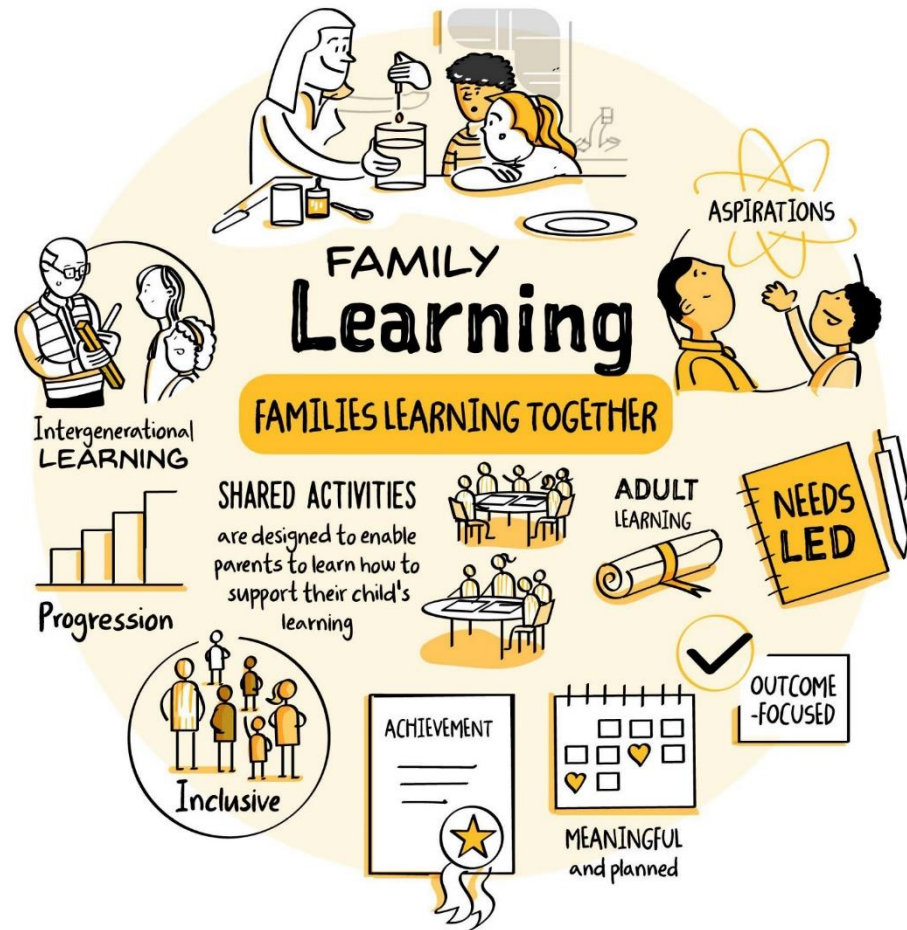 FAMILY
Learning
FAMILIES LEARNING TOGETHER
ASPIRATIONS
Intergenerational
LEARNING
SHARED ACTIVITIES
are designed to enable
parents to learn how to
support their child's
learning
ADULT
LEARNING
NEEDS
LED
Progression
Inclusive
ACHIEVEMENT
MEANINGFUL
and planned
OUTCOME
-FOCUSED